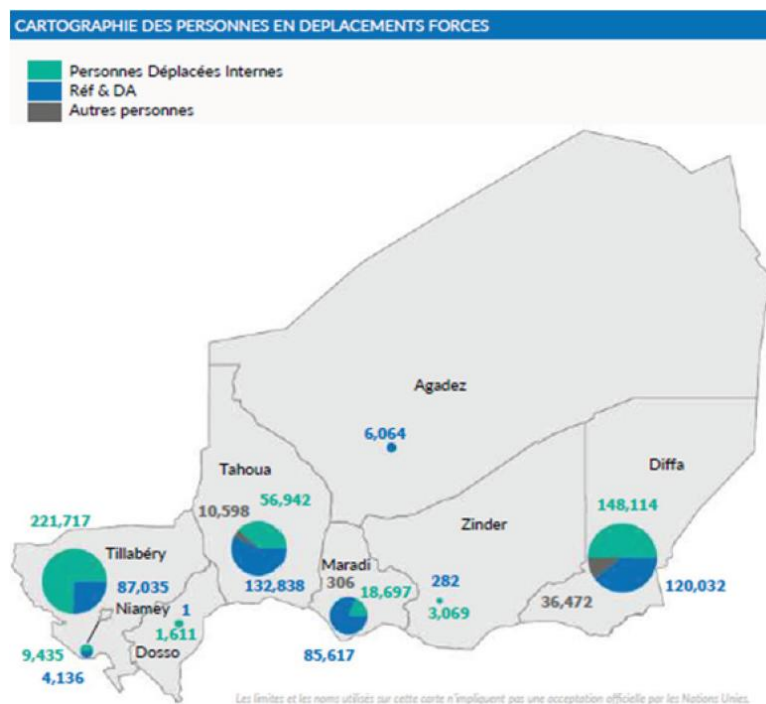 CARTOGRAPHIE DES PERSONNES EN DEPLACEMENTS FORCES
Personnes Déplacées Internes
Réf & DA
Autres personnes
Agadez
6,064
Tahoua
10,598
56,942
132,838
Diffa
148,114
120,032
36,472
221,717
Tillabéry
87,035
Niamey
9,435
4,136
1
1,611
Dosso
Maradi
306
18,697
85,617
Zinder
282
3,069
Les limites et les noms utilisés sur cette carte n'impliquent pas une acceptation officielle par les Nations Unies.